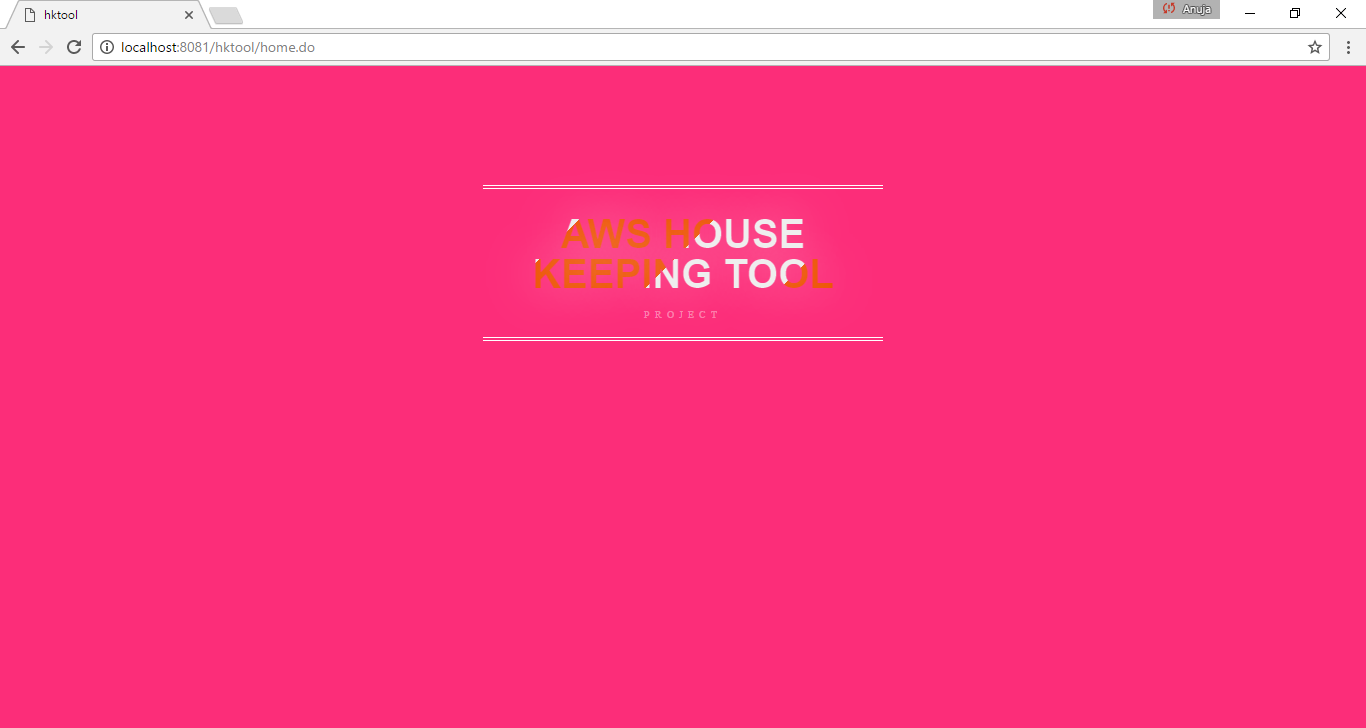 hktool
Anuja
localhost:8081/hktool/home.do
AWS HOUSE
KEEPING TOOL
PROJECT